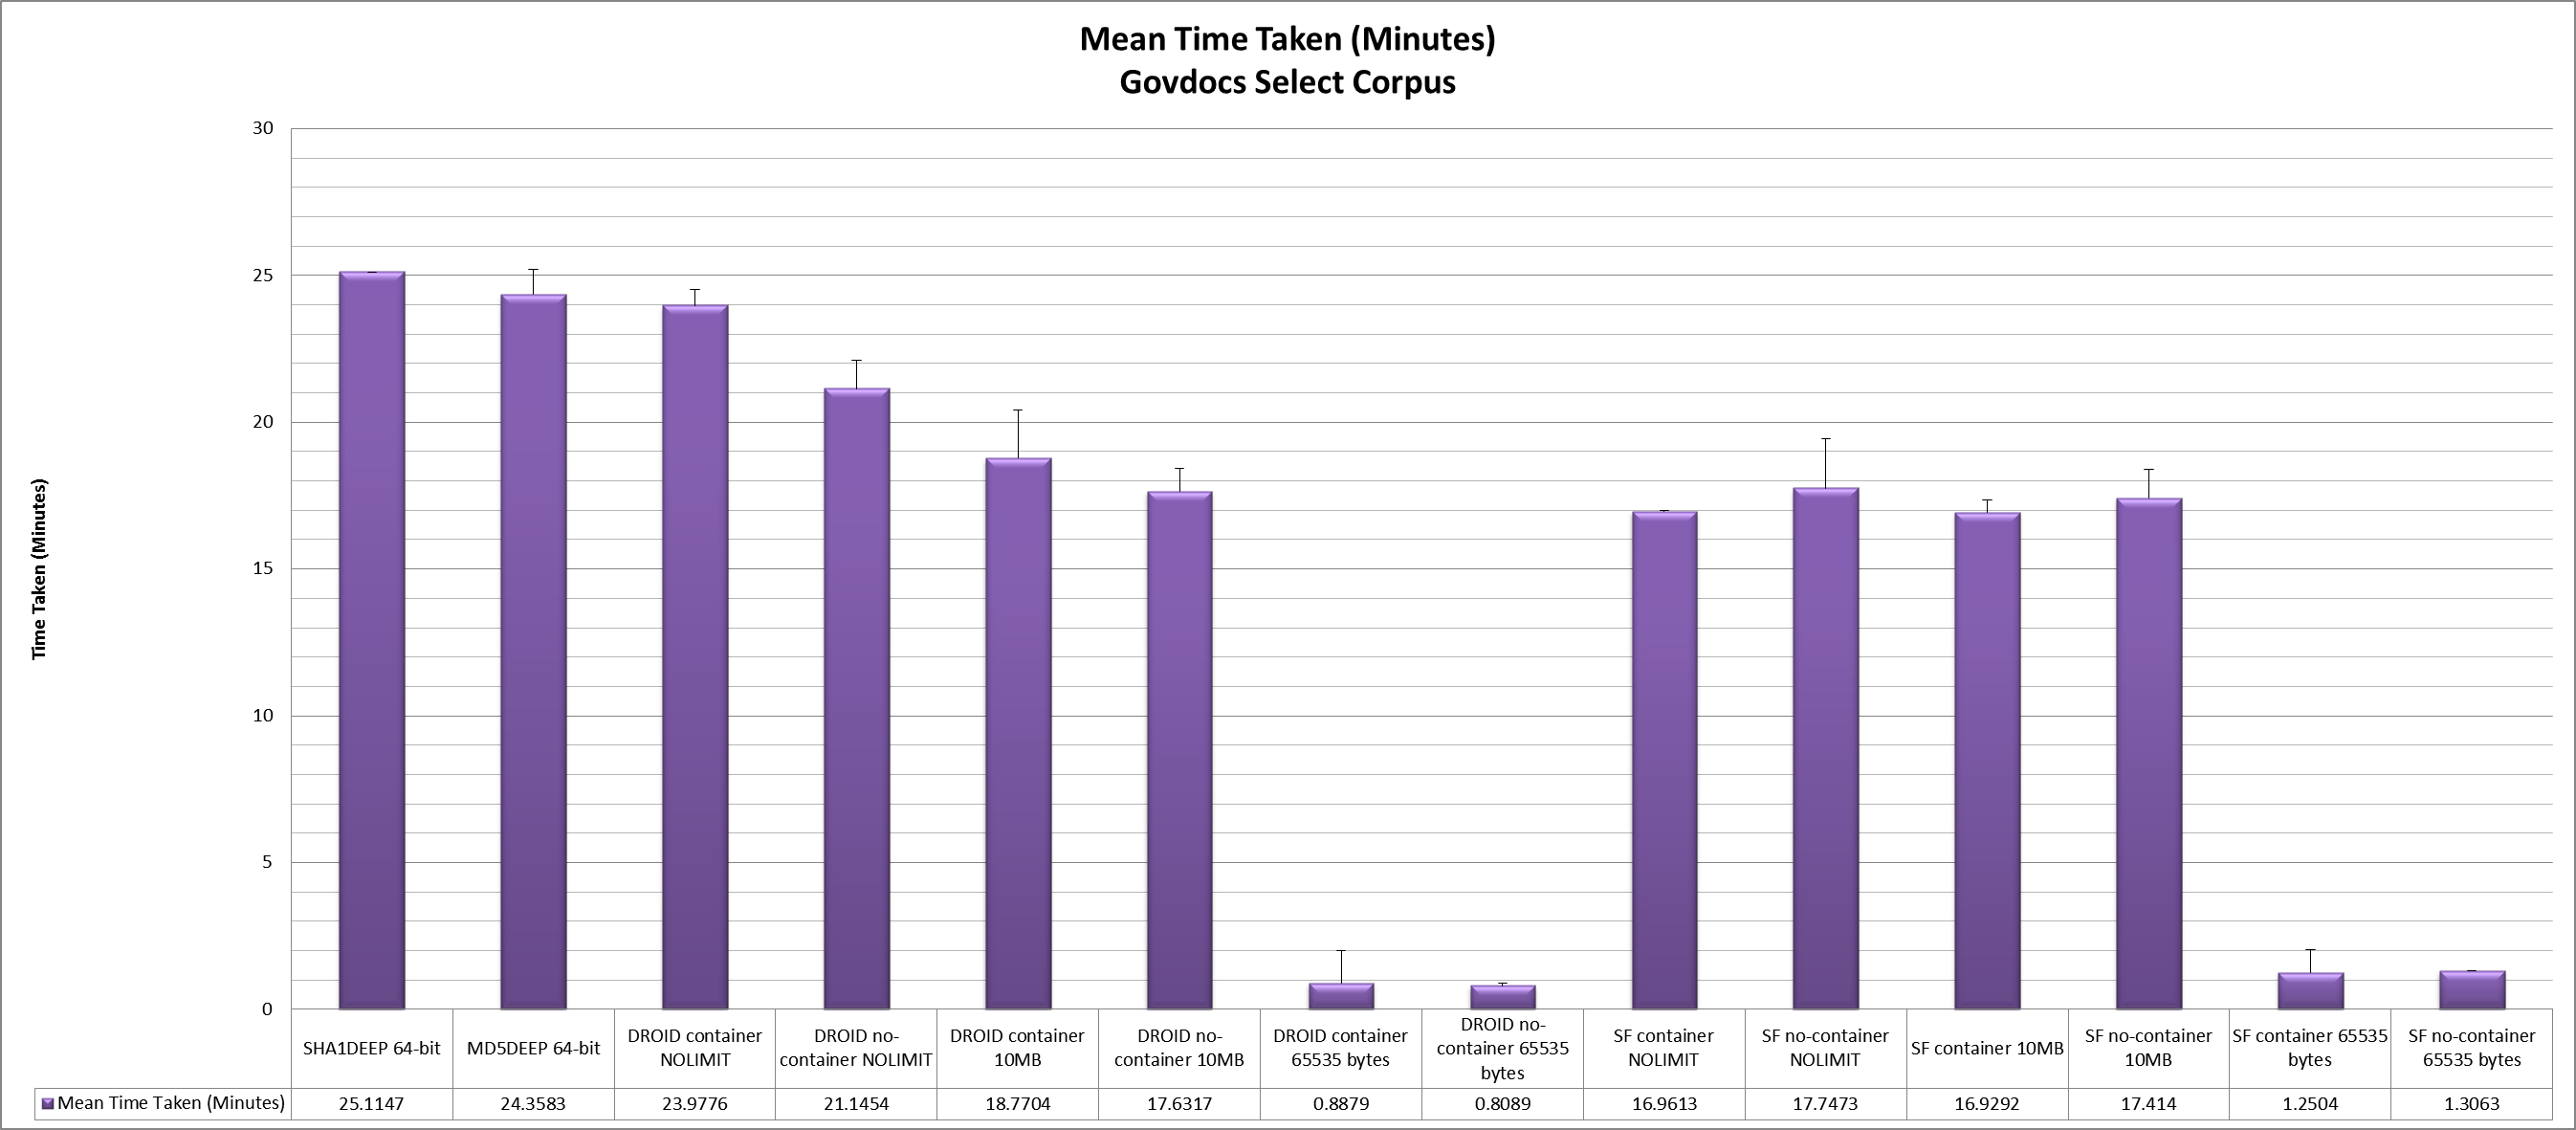 Mean Time Taken (Minutes)
Govdocs Select Corpus
Time Taken (Minutes)
30
25
20
15
10
5
0
SHA1DEEP 64-bit
MD5DEEP 64-bit
DROID container
NOLIMIT
DROID no-
container NOLIMIT
DROID container
10MB
DROID no-
container 10MB
DROID container
65535 bytes
DROID no-
container 65535
bytes
SF container
NOLIMIT
SF no-container
NOLIMIT
SF container 10MB
SF no-container
10MB
SF container 65535
bytes
SF no-container
65535 bytes
Mean Time Taken (Minutes) 25.1147 24.3583 23.9776 21.1454 18.7704 17.6317 0.8879 0.8089 16.9613 17.7473 16.9292 17.414 1.2504 1.3063